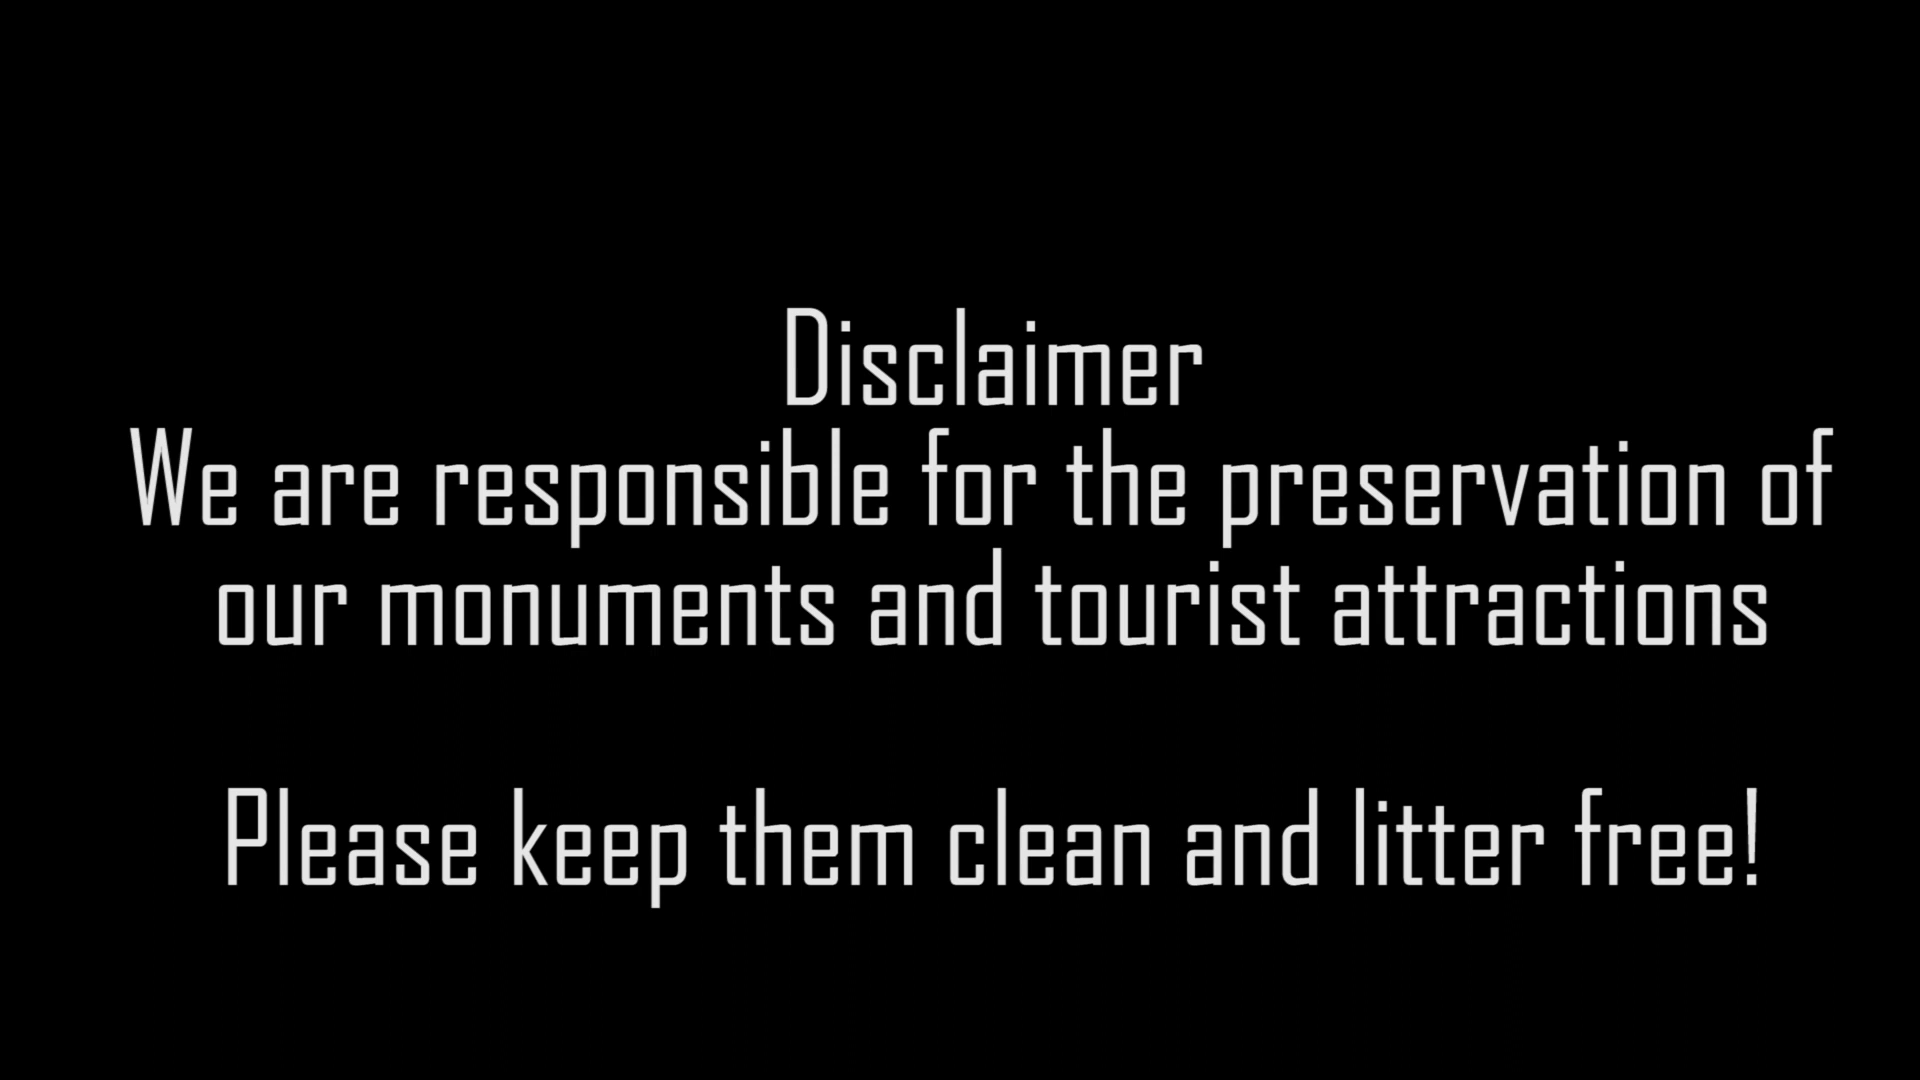 Disclaimer
We are responsible for the preservation of
our monuments and tourist attractions
Please keep them clean and litter free!